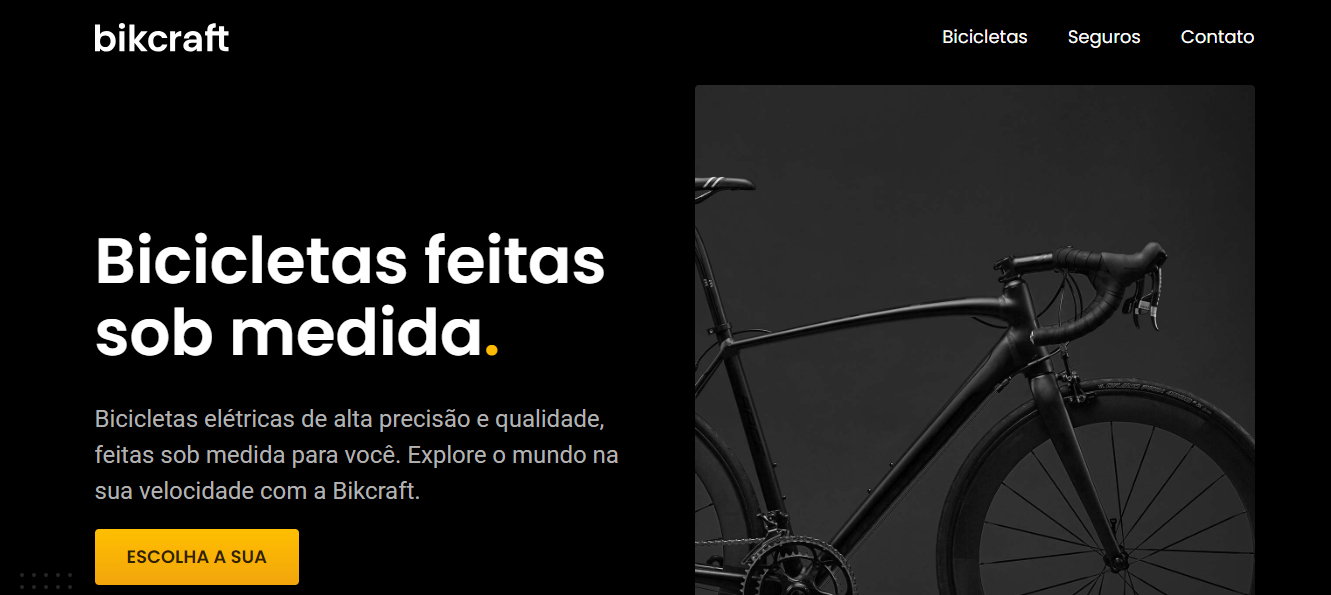 bikcraft
Bicicletas Seguros Contato
Bicicletas feitas
sob medida.
Bicicletas elétricas de alta precisão e qualidade,
feitas sob medida para você. Explore o mundo na
sua velocidade com a Bikcraft.
ESCOLHA A SUA